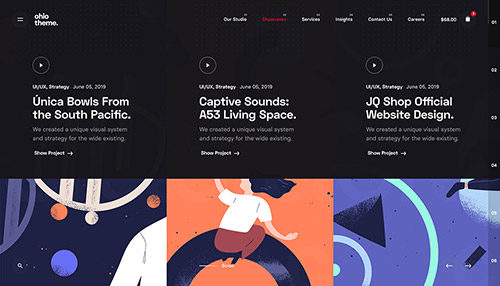 ohio
theme.
Our Studio
Showcases
Services
Insights
Contact Us
Careers
$68.00
01
UI/UX, Strategy June 05, 2019
Única Bowls From
the South Pacific.
We created a unique visual system
and strategy for the wide existing.
Show Project →
UI/UX, Strategy June 05, 2019
Captive Sounds:
A53 Living Space.
We created a unique visual system
and strategy for the wide existing.
Show Project →
UI/UX, Strategy June 05, 2019
JQ Shop Official
Website Design.
We created a unique visual system
and strategy for the wide existing.
Show Project →
02
03
04
05
06
Scroll